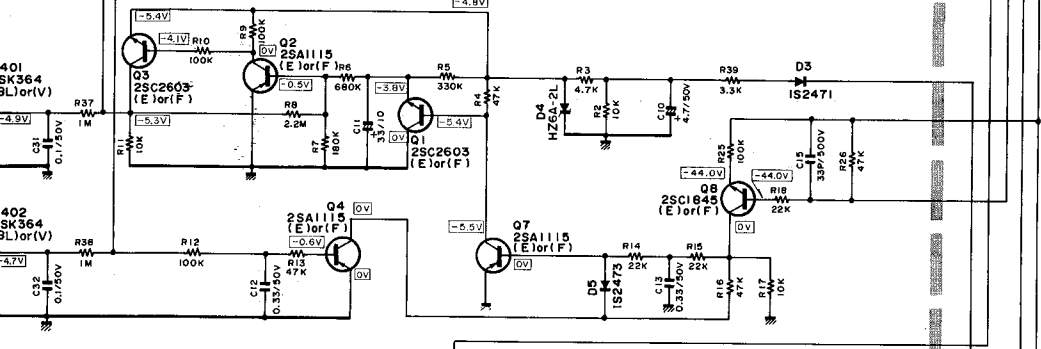 -4.8V
-5.4V
R9
100K
-4.1V
R10
100K
0V
Q2
2SA1115
(E)or(F)
Q3
2SC2603
(E)or(F)
-0.5V
R6
680K
-3.8V
R5
330K
R4
47K
R3
4.7K
R39
3.3K
D3
1S2471
401
SK364
BL)or(V)
-4.9V
R37
1M
C31
0.1/50V
-5.3V
R11
10K
R8
2.2M
R7
180K
C11
33/10
+
0V
-5.4V
Q1
2SC2603
(E)or(F)
D4
HZ6A-2L
R2
10K
C10
4.7/50V
+
R25
100K
C15
33P/500V
R26
47K
-44.0V
-44.0V
Q8
2SC1845
(E)or(F)
R18
22K
0V
402
SK364
BL)or(V)
-4.7V
R38
1M
C32
0.1/50V
R12
100K
C12
0.33/50V
Q4
2SA1115
(E)or(F)
0V
-0.6V
R13
47K
0V
-5.5V
Q7
2SA1115
(E)or(F)
0V
D5
1S2473
R14
22K
C13
0.33/50V
R15
22K
R16
47K
R17
10K